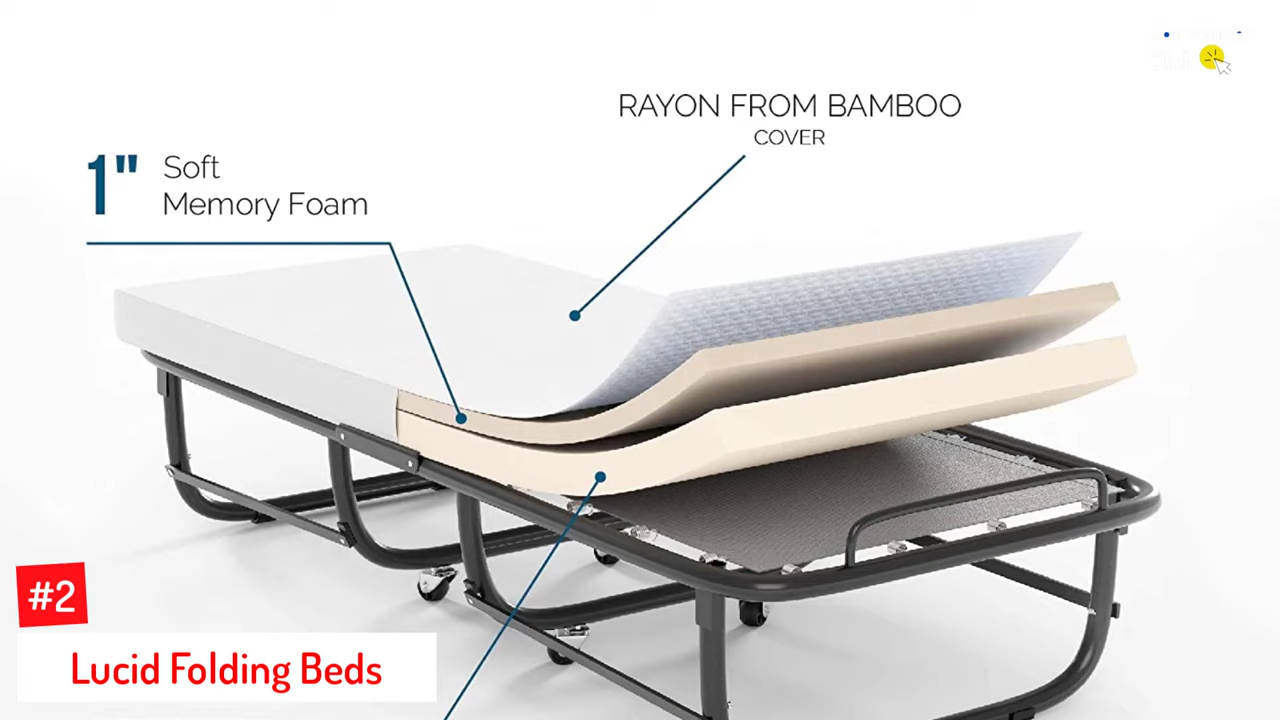 RAYON FROM BAMBOO
COVER
1" Soft
Memory Foam
#2
Lucid Folding Beds